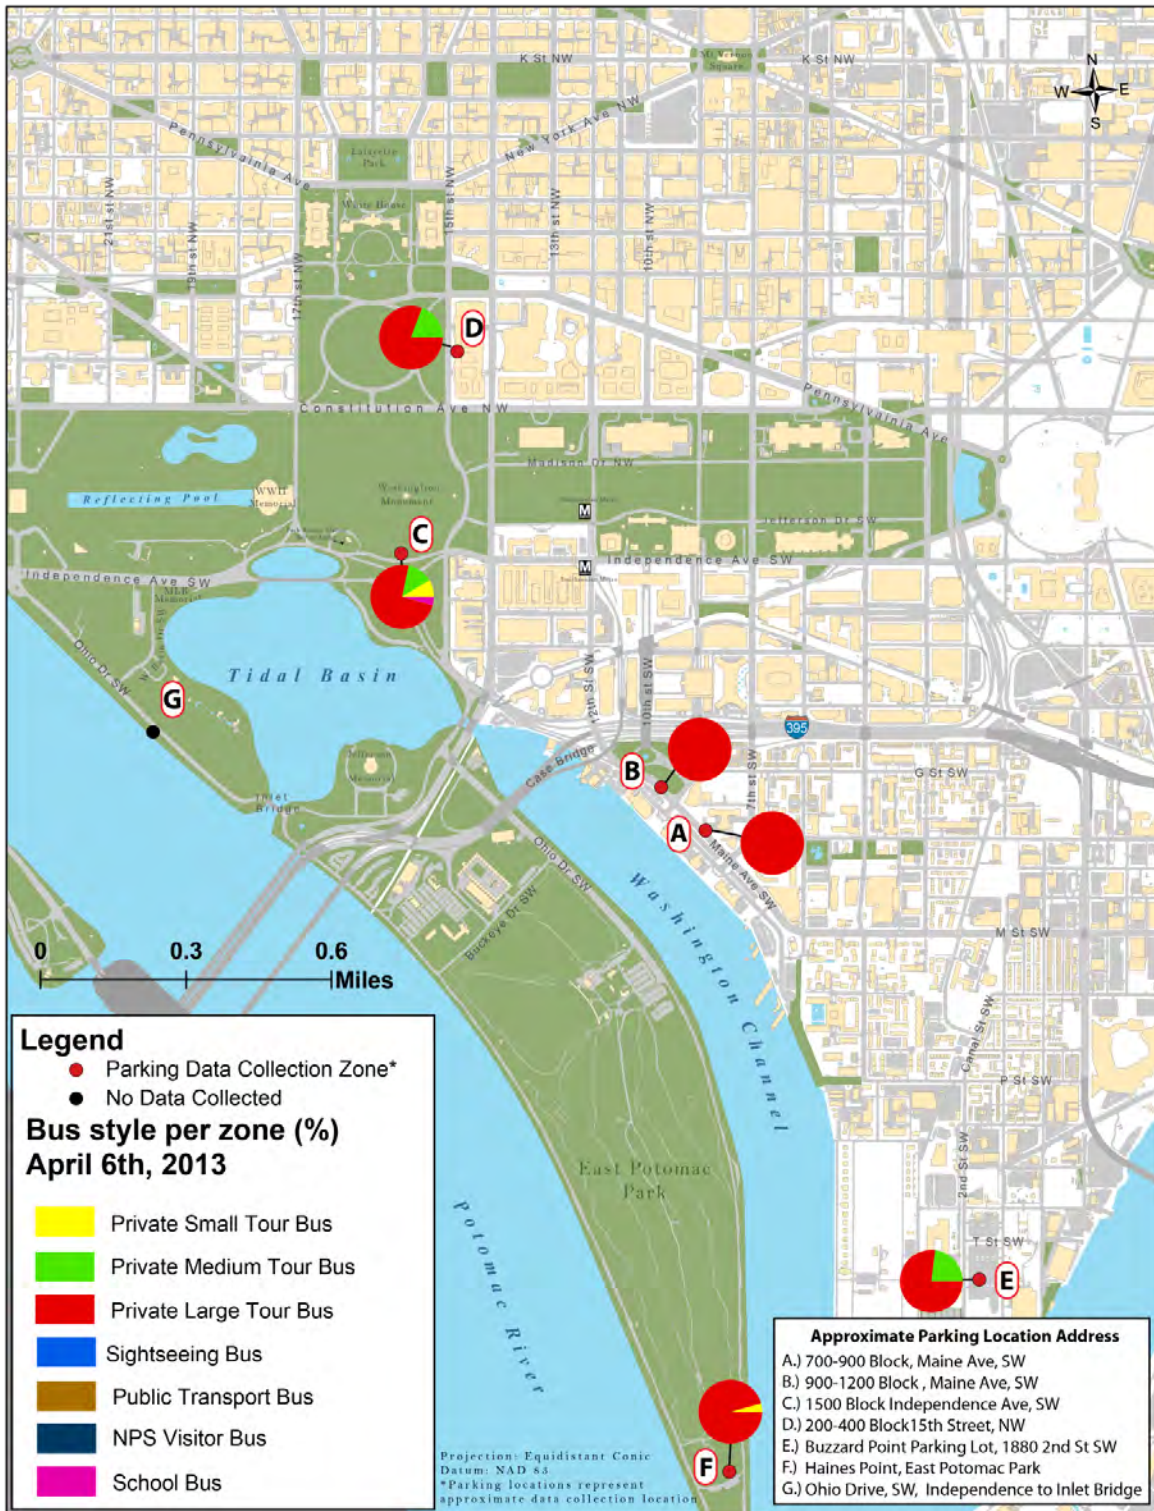 K St NW
Mt Vernon
Square
K St NW
N
W E
S
New York Ave NW
Pennsylvainia Ave
Lafayette
Park
White House
21st st NW
19th st NW
17th st NW
15th st NW
13th st NW
10th st NW
D
Constitution Ave NW
Pennsylvainia Ave
Madison Dr NW
Reflecting Pool
WWII
Memorial
Washington
Monument
M
Jefferson Dr SW
C
Independence Ave SW
M
Independence Ave SW
MLK
Memorial
Ohio Dr SW
W Basin Dr SW
Tidal Basin
G
12th St SW
10th st SW
395
Case Bridge
B
G St SW
7th st SW
Jefferson
Memorial
Inlet
Bridge
A
Maine Ave SW
Ohio Dr SW
Buckeye Dr SW
Washington Channel
M St SW
0 0.3 0.6
Miles
Canal St SW
P St SW
Legend
Parking Data Collection Zone*
No Data Collected
Bus style per zone (%)
April 6th, 2013
Private Small Tour Bus
Private Medium Tour Bus
Private Large Tour Bus
Sightseeing Bus
Public Transport Bus
NPS Visitor Bus
School Bus
East Potomac
Park
Potomac River
2nd St SW
T St SW
E
F
Projection: Equidistant Conic
Datum: NAD 83
*Parking locations represent
approximate data collection location
Approximate Parking Location Address
A.) 700-900 Block, Maine Ave, SW
B.) 900-1200 Block , Maine Ave, SW
C.) 1500 Block Independence Ave, SW
D.) 200-400 Block15th Street, NW
E.) Buzzard Point Parking Lot, 1880 2nd St SW
F.) Haines Point, East Potomac Park
G.) Ohio Drive, SW, Independence to Inlet Bridge